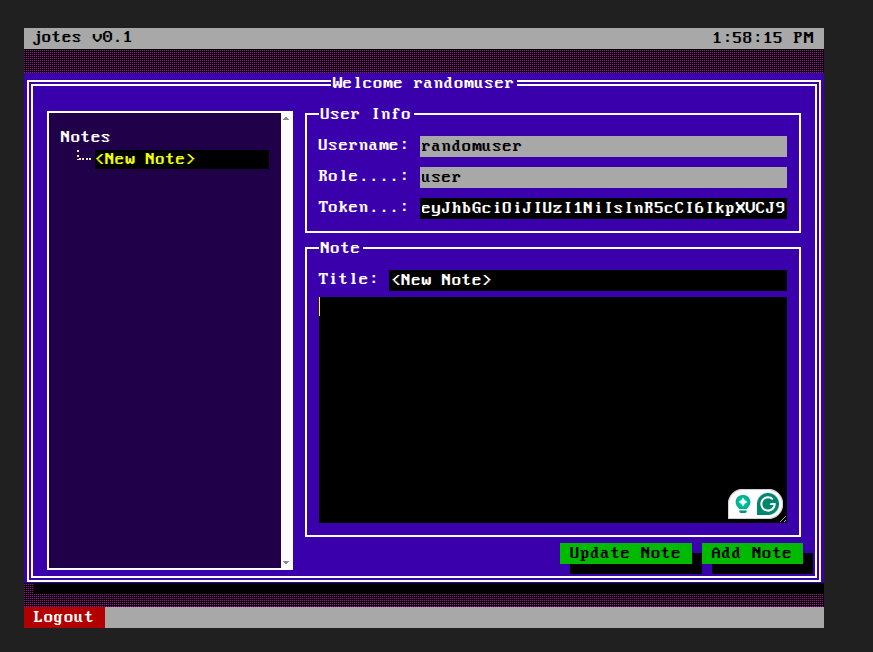 jotes v0.1 1:58:15 PM
Welcome randomuser
Notes
<New Note>
User Info
Username: randomuser
Role....: user
Token...: eyJhbGciOiJIUzI1NiIsInR5cCI6IkpXVCJ9
Note
Title: <New Note>
Update Note Add Note
Logout